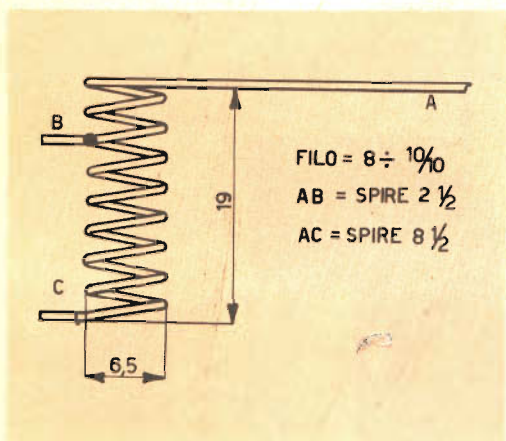 A
B
FILO = 8 ÷ 10/10
AB = SPIRE 2 1/2
19
AC = SPIRE 8 1/2
C
6,5